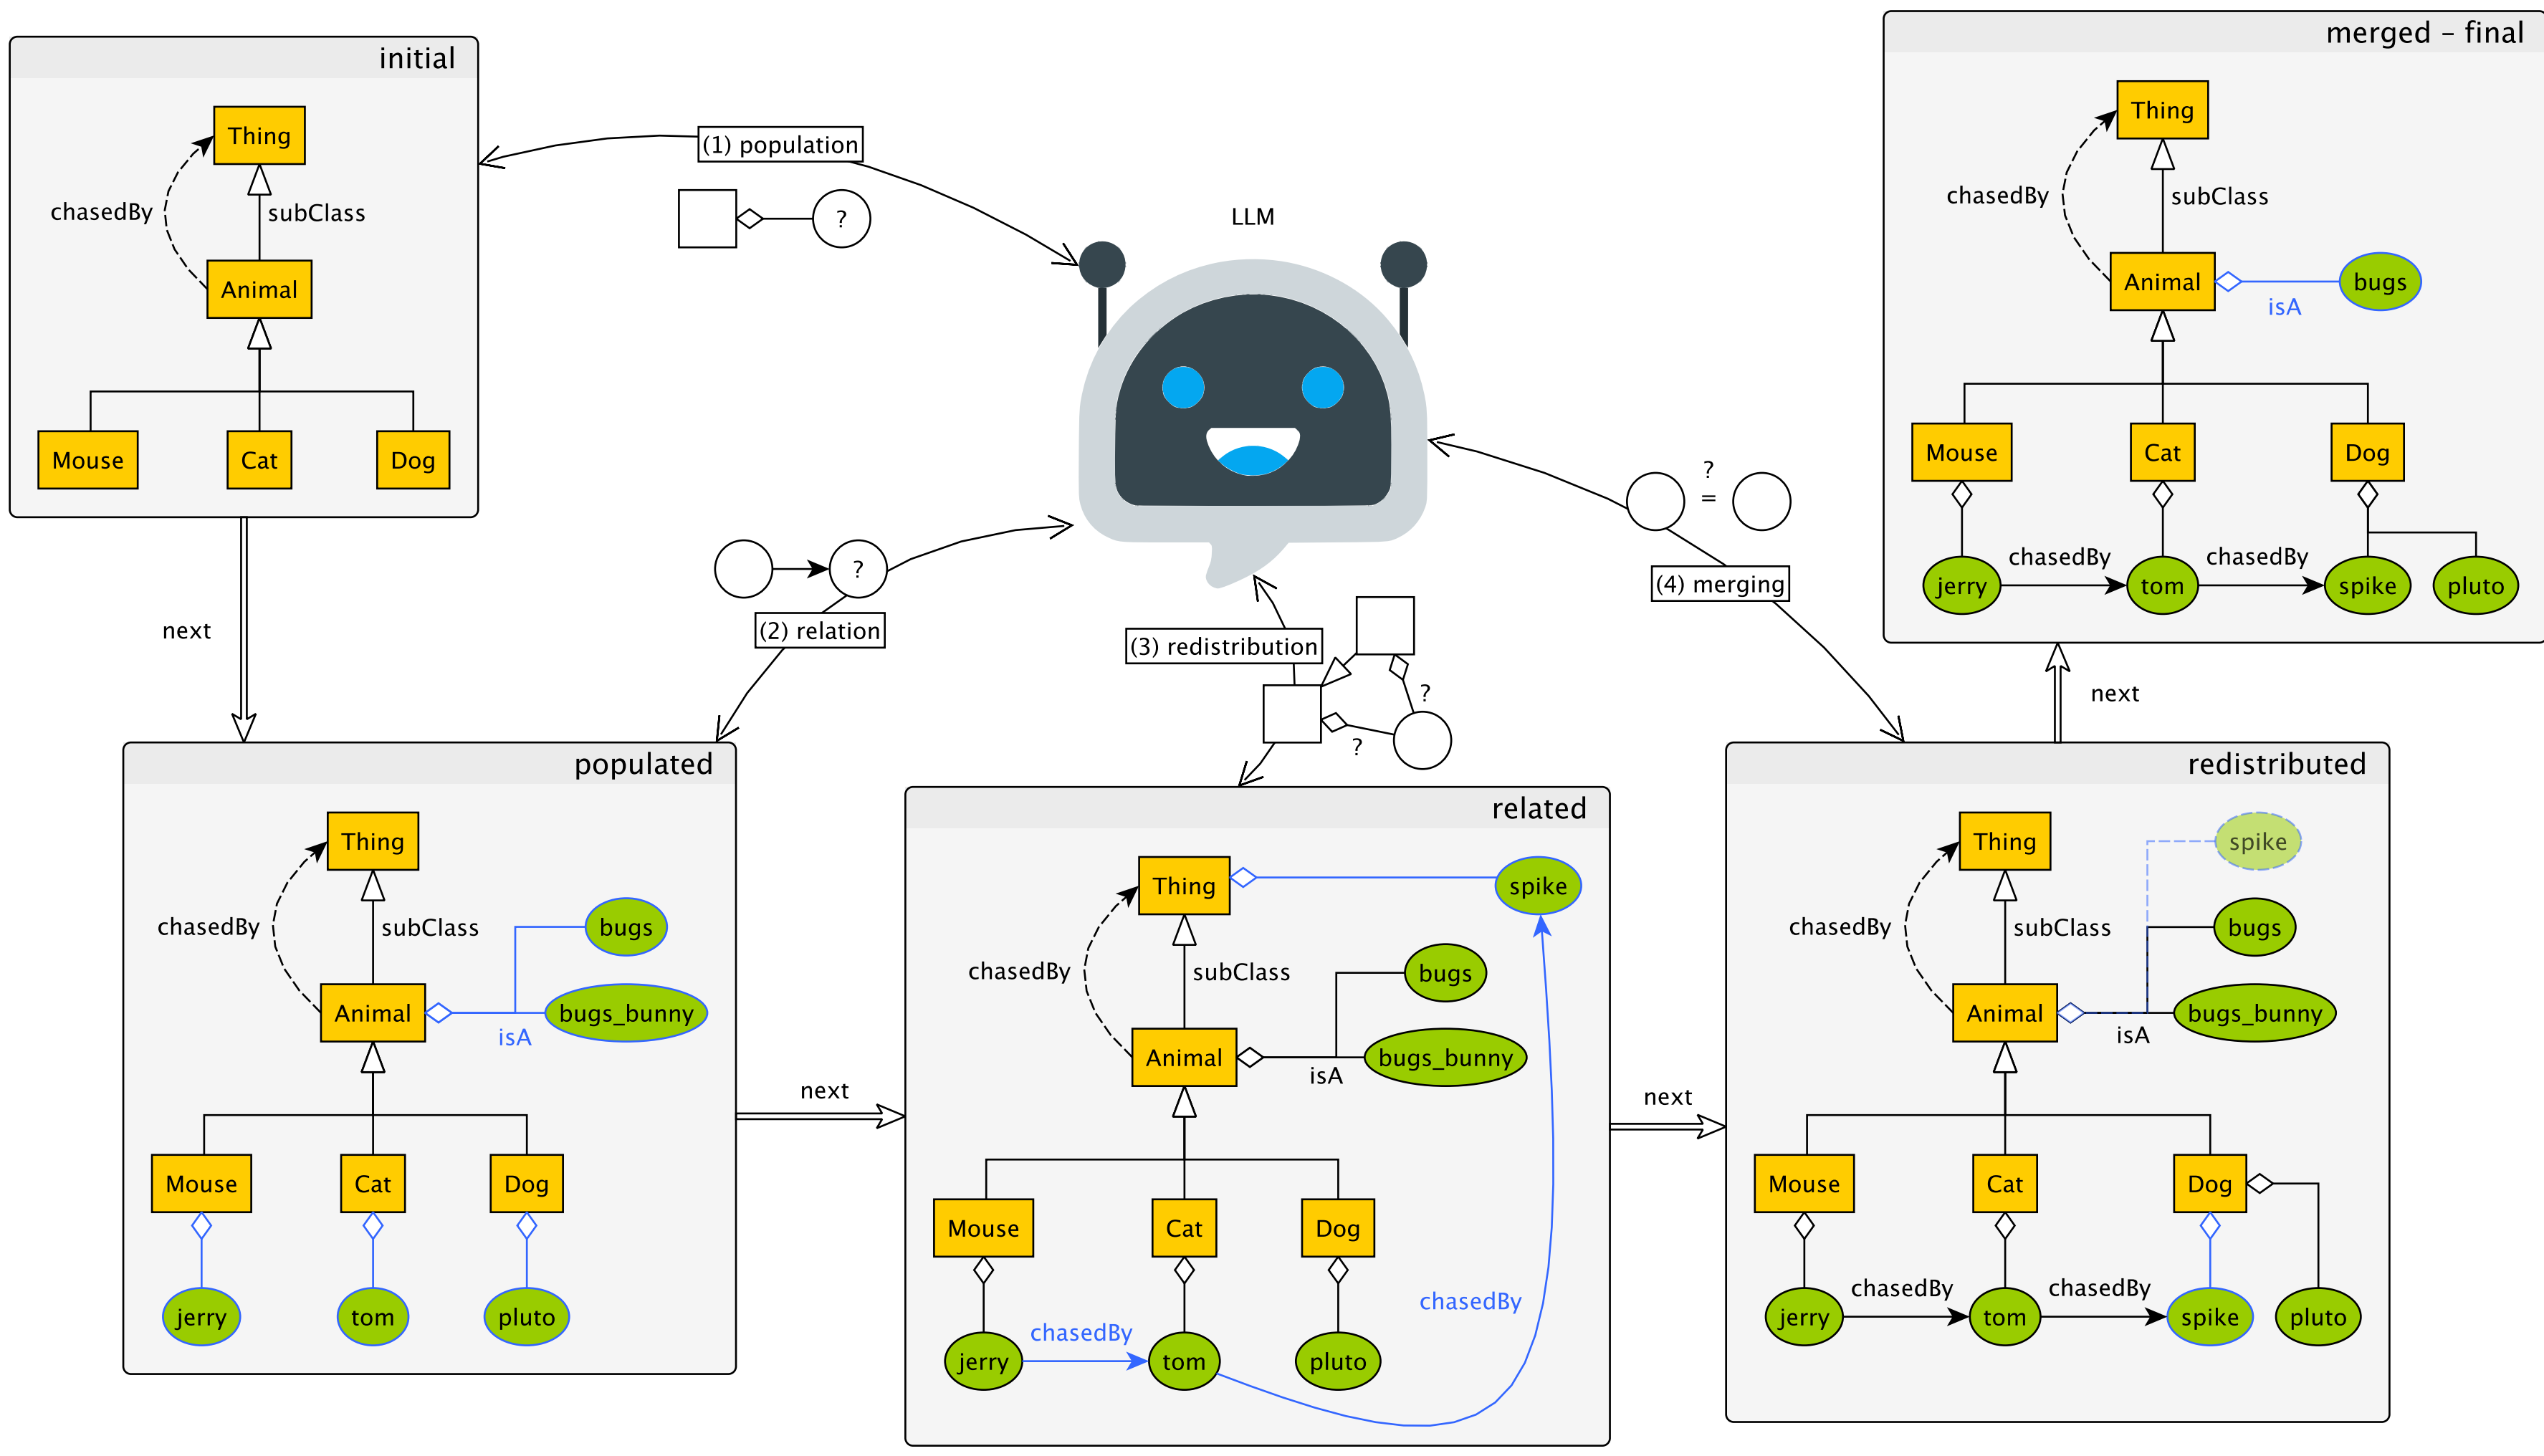 initial
Thing
chasedBy
subClass
Animal
Mouse
Cat
Dog
(1) population
?
LLM
next
?
(2) relation
(3) redistribution
?
?
?
=
(4) merging
populated
Thing
chasedBy
subClass
bugs
Animal
bugs_bunny
isA
Mouse
Cat
Dog
jerry
tom
pluto
next
related
Thing
spike
chasedBy
subClass
bugs
Animal
bugs_bunny
isA
Mouse
Cat
Dog
chasedBy
chasedBy
jerry
tom
pluto
next
redistributed
Thing
spike
chasedBy
subClass
bugs
Animal
bugs_bunny
isA
Mouse
Cat
Dog
chasedBy
chasedBy
jerry
tom
spike
pluto
next
merged – final
Thing
chasedBy
subClass
Animal
bugs
isA
Mouse
Cat
Dog
chasedBy
chasedBy
jerry
tom
spike
pluto